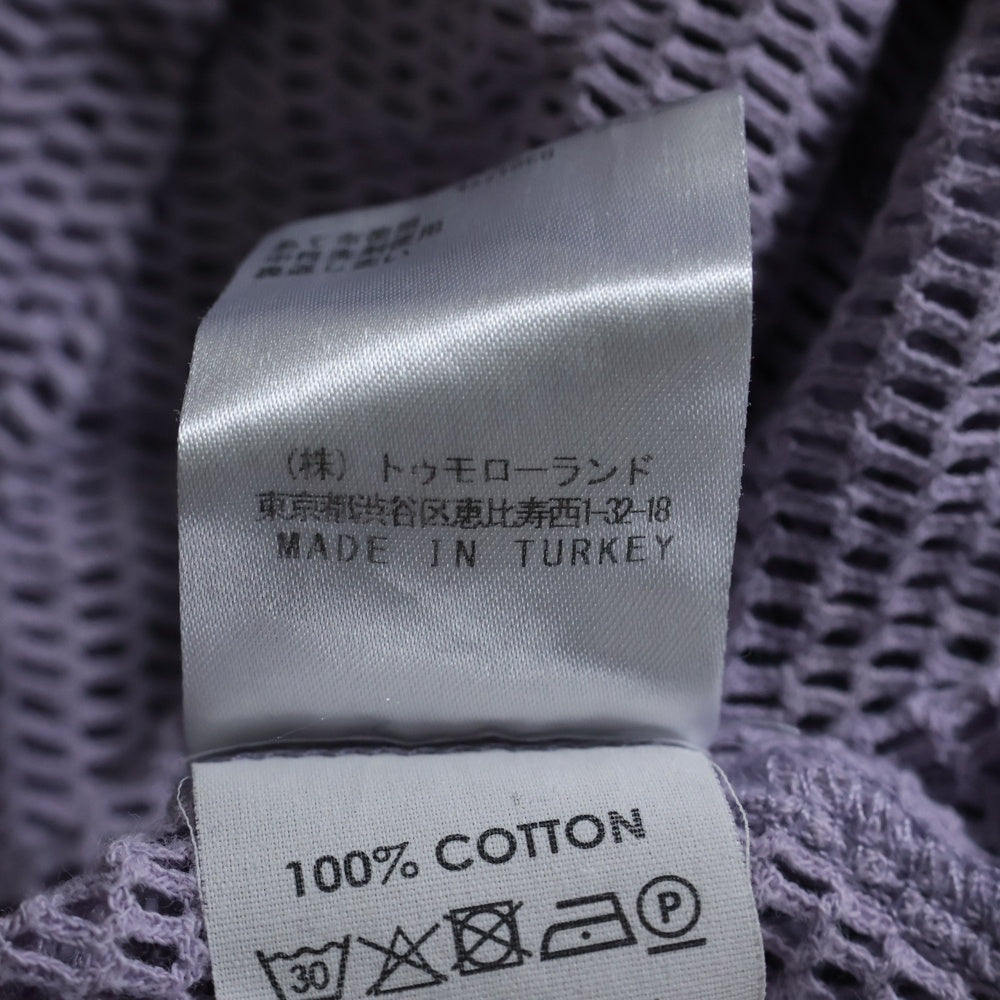 （株）トゥモローランド
東京都渋谷区恵比寿西1-32-18
MADE IN TURKEY
100% COTTON
30
P